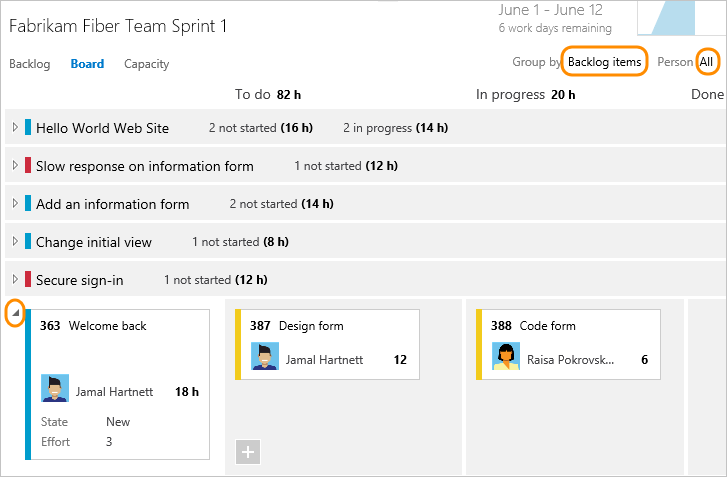 Fabrikam Fiber Team Sprint 1
June 1 - June 12
6 work days remaining
Backlog Board Capacity
Group by Backlog items Person All
To do 82 h In progress 20 h Done
Hello World Web Site 2 not started (16 h) 2 in progress (14 h)
Slow response on information form 1 not started (12 h)
Add an information form 2 not started (14 h)
Change initial view 1 not started (8 h)
Secure sign-in 1 not started (12 h)
363 Welcome back
Jamal Hartnett 18 h
State New
Effort 3
387 Design form
Jamal Hartnett 12
388 Code form
Raisa Pokrovsk... 6